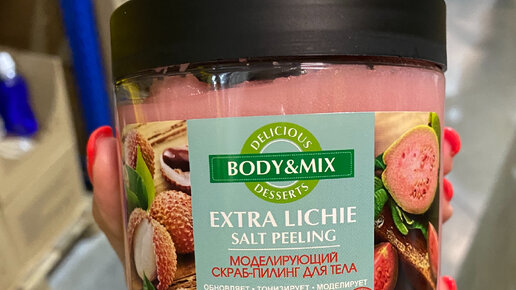 DELICIOUS
BODY&MIX
DESSERTS
EXTRA LICHIE
SALT PEELING
МОДЕЛИРУЮЩИЙ
СКРАБ-ПИЛИНГ ДЛЯ ТЕЛА
ОБНОВЛЯЕТ • ТОНИЗИРУЕТ • МОДЕЛИРУЕТ